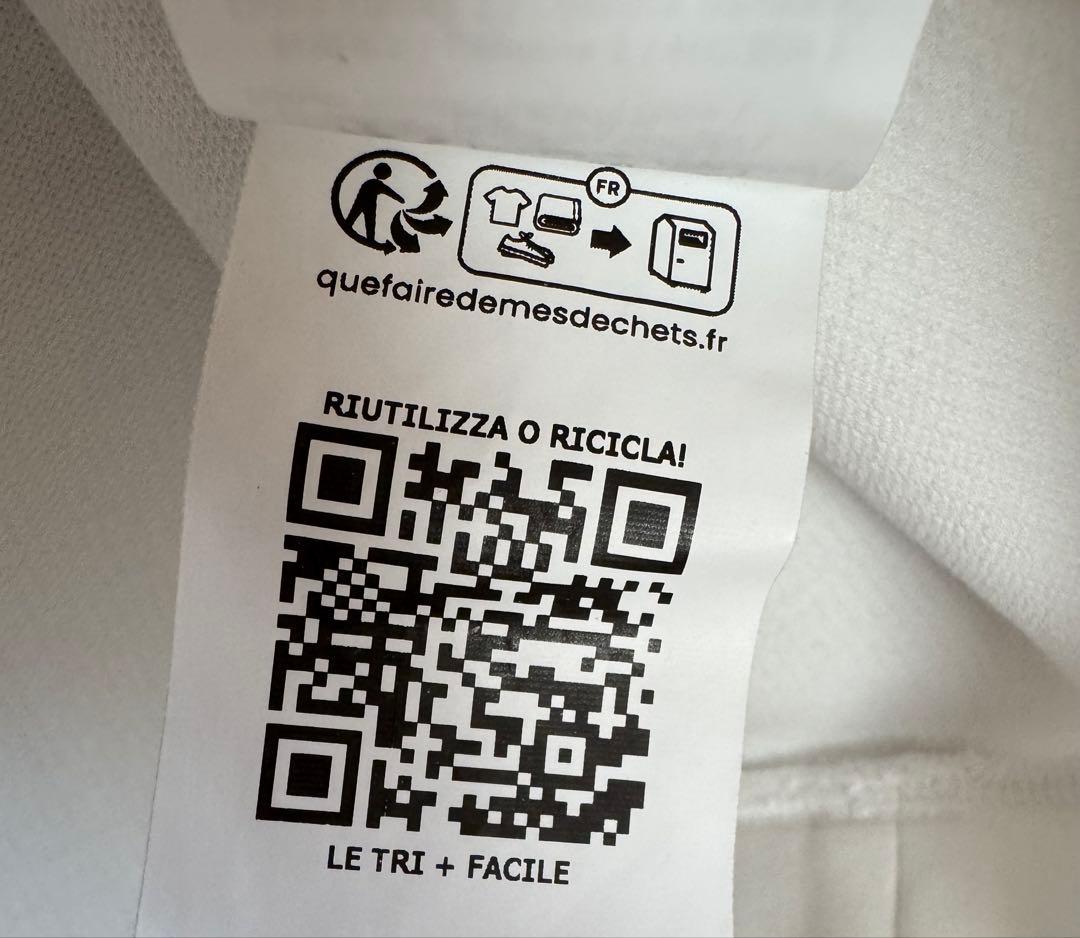 FR
quefairedemesdechets.fr
RIUTILIZZA O RICICLA!
LE TRI + FACILE